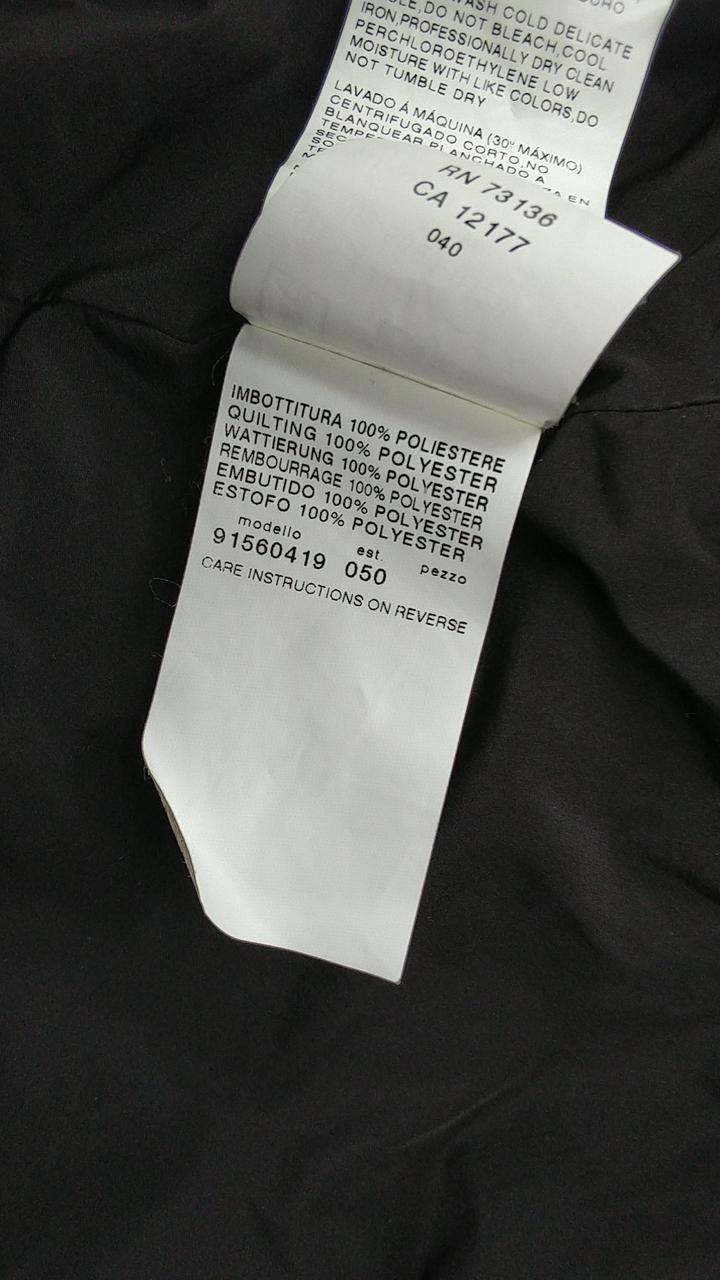 WASH COLD DELICATE
DO NOT BLEACH,COOL
IRON,PROFESSIONALLY DRY CLEAN
PERCHLOROETHYLENE LOW
MOISTURE WITH LIKE COLORS,DO
NOT TUMBLE DRY
LAVADO Á MÁQUINA (30º MÁXIMO)
CENTRIFUGADO CORTO,NO
BLANQUEAR PLANCHADO A
EN
RN 73136
CA 12177
040
IMBOTTITURA 100% POLIESTERE
QUILTING 100% POLYESTER
WATTIERUNG 100% POLYESTER
REMBOURRAGE 100% POLYESTER
EMBUTIDO 100% POLYESTER
ESTOFO 100% POLYESTER
modello est. pezzo
91560419 050
CARE INSTRUCTIONS ON REVERSE